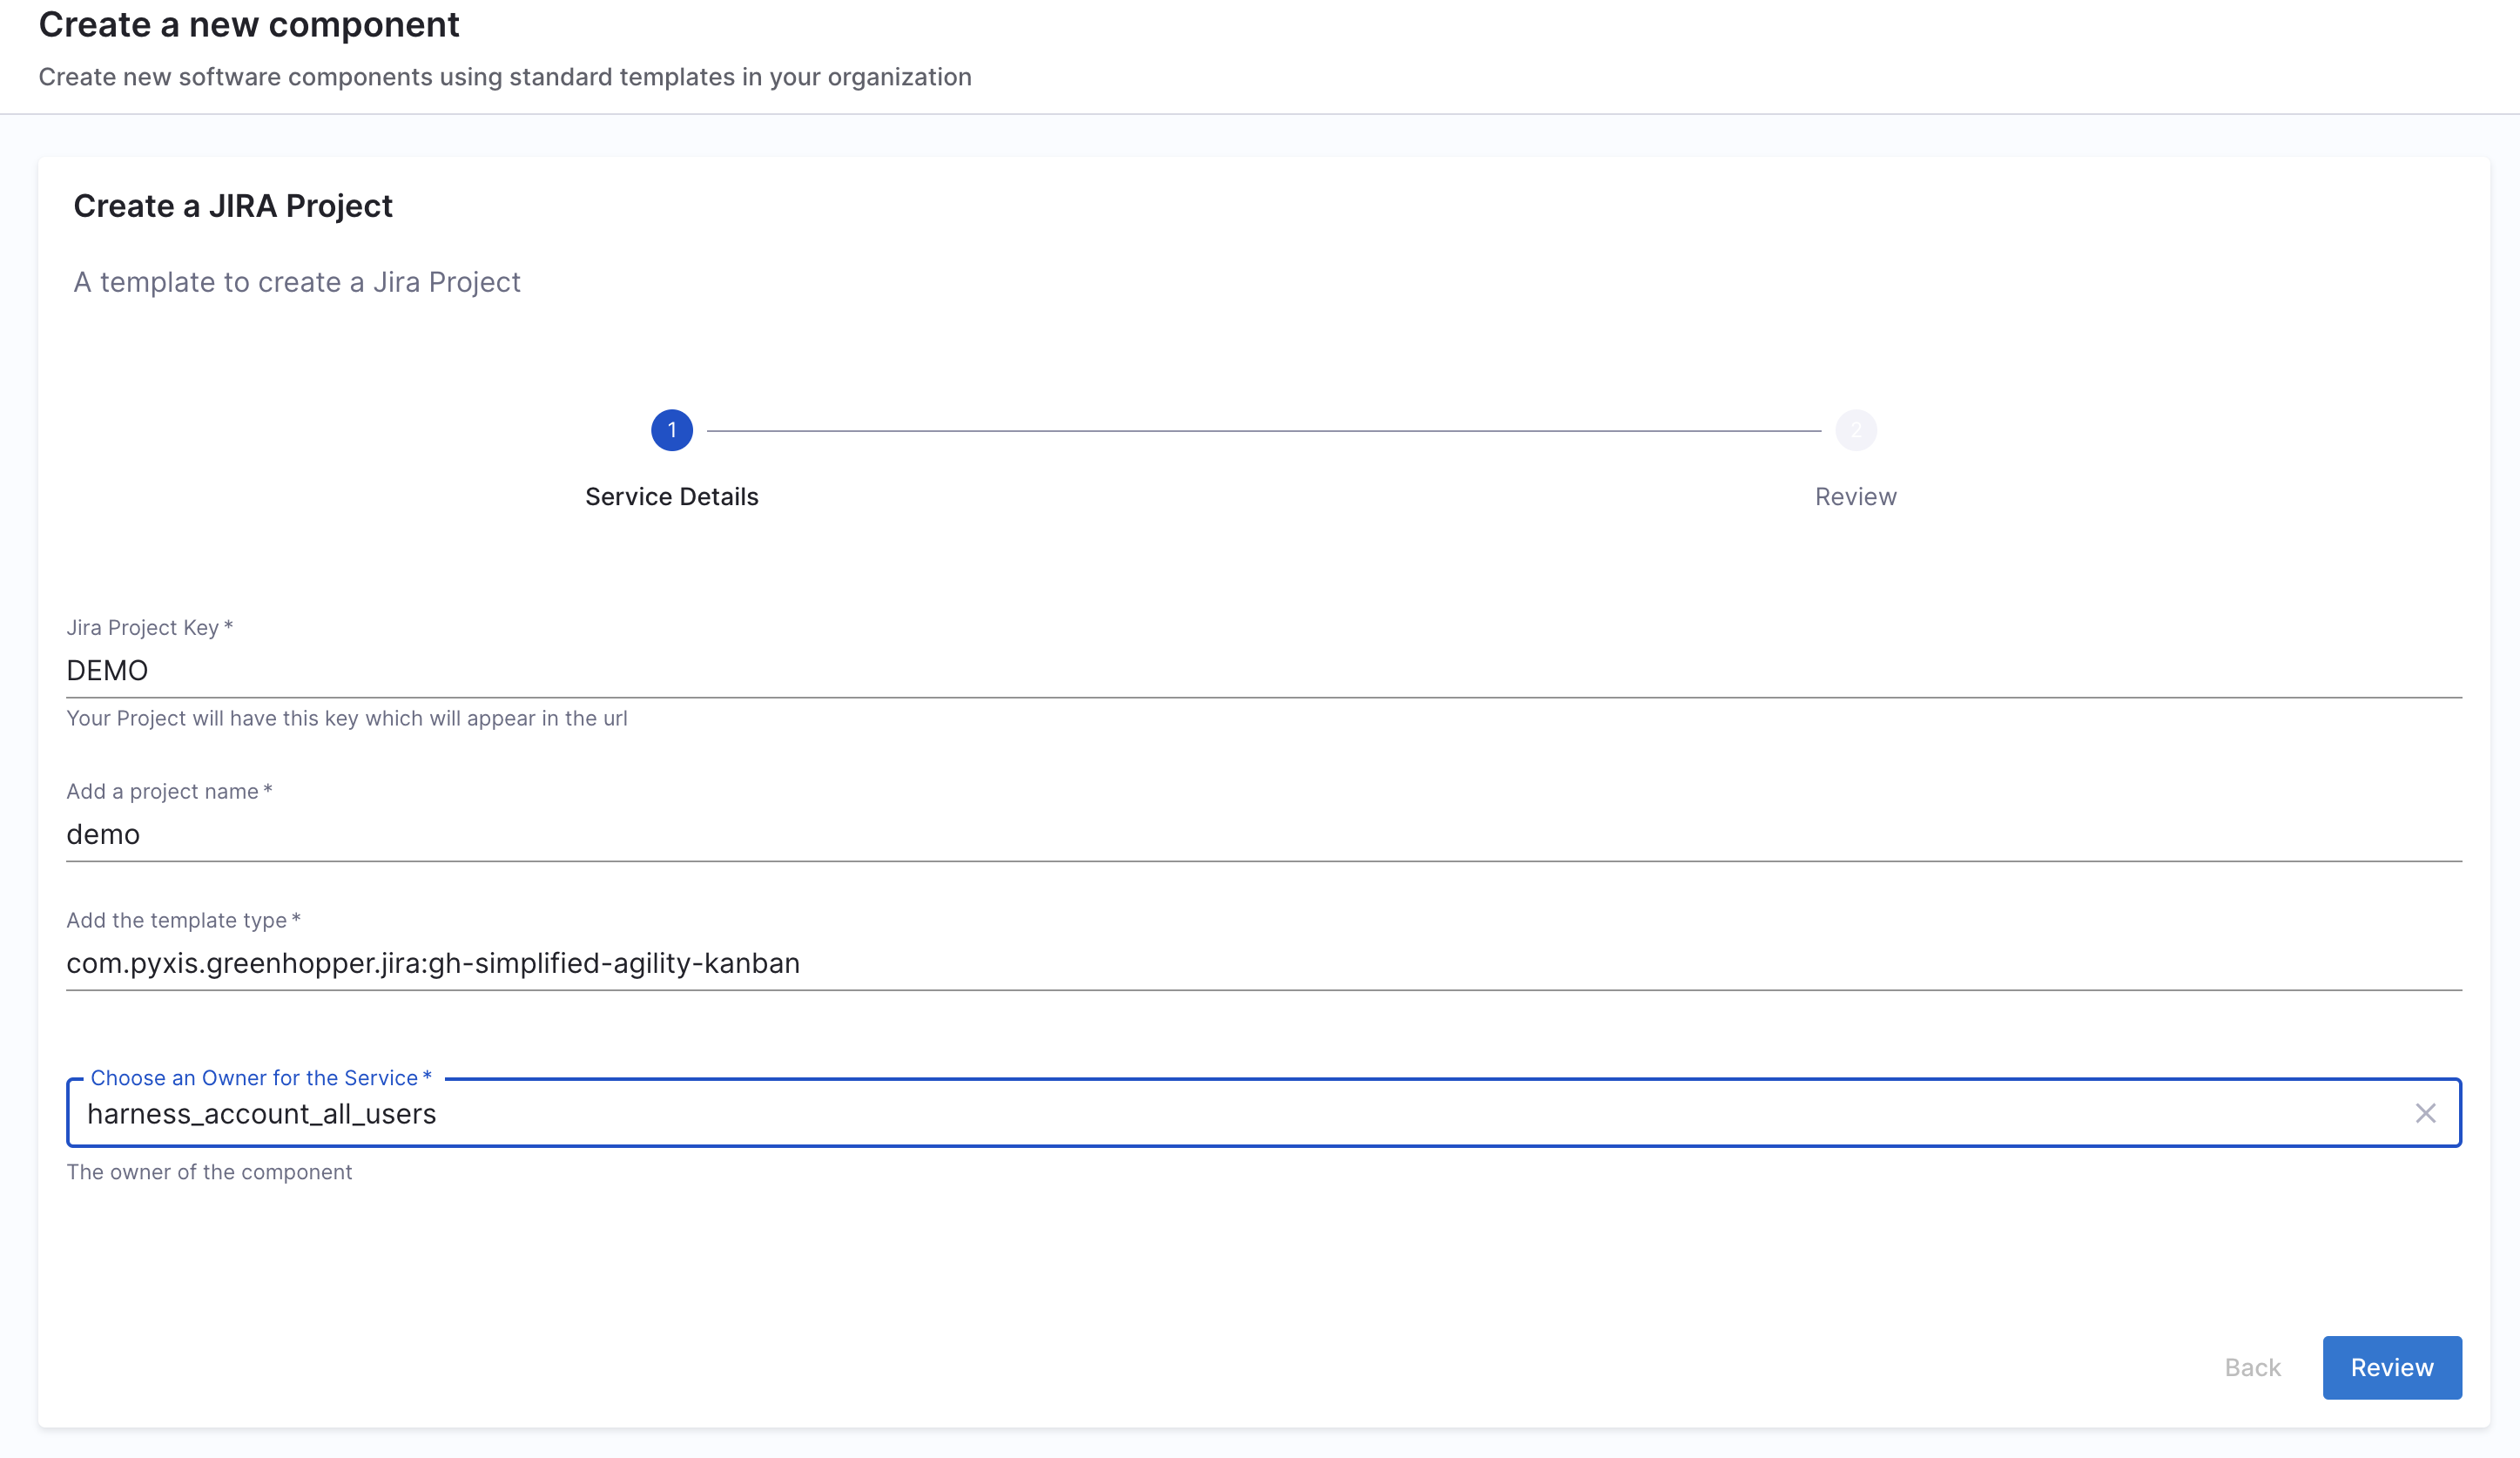 Create a new component
Create new software components using standard templates in your organization
Create a JIRA Project
A template to create a Jira Project
1
2
Service Details
Review
Jira Project Key *
DEMO
Your Project will have this key which will appear in the url
Add a project name *
demo
Add the template type *
com.pyxis.greenhopper.jira:gh-simplified-agility-kanban
Choose an Owner for the Service *
harness_account_all_users
The owner of the component
Back
Review